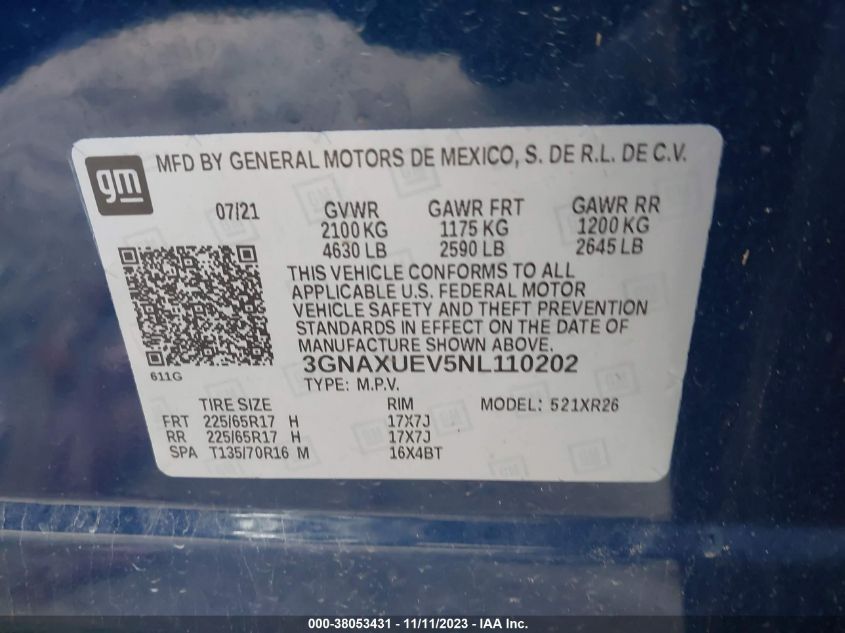 gm
MFD BY GENERAL MOTORS DE MEXICO, S. DE R.L. DE C.V.
07/21 GVWR GAWR FRT GAWR RR
2100 KG 1175 KG 1200 KG
4630 LB 2590 LB 2645 LB
THIS VEHICLE CONFORMS TO ALL
APPLICABLE U.S. FEDERAL MOTOR
VEHICLE SAFETY AND THEFT PREVENTION
STANDARDS IN EFFECT ON THE DATE OF
MANUFACTURE SHOWN ABOVE.
611G
3GNAXUEV5NL110202
TYPE: M.P.V.
TIRE SIZE RIM MODEL: 521XR26
FRT 225/65R17 H 17X7J
RR 225/65R17 H 17X7J
SPA T135/70R16 M 16X4BT
000-38053431 - 11/11/2023 - IAA Inc.